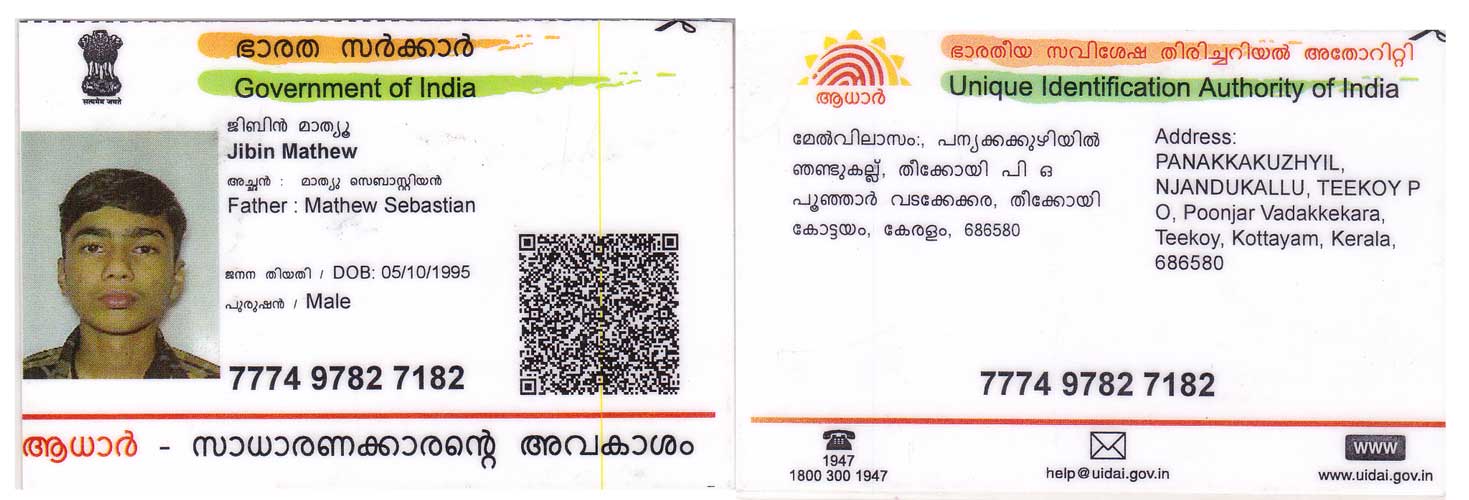 ഭാരത സർക്കാർ
Government of India
सत्यमेव जयते
ജിബിൻ മാത്യൂ
Jibin Mathew
അച്ഛൻ : മാത്യു സെബാസ്റ്റിയൻ
Father : Mathew Sebastian
ജനന തിയതി / DOB: 05/10/1995
പുരുഷൻ / Male
7774 9782 7182
ആധാർ - സാധാരണക്കാരന്റെ അവകാശം
ഭാരതീയ സവിശേഷ തിരിച്ചറിയൽ അതോറിറ്റി
Unique Identification Authority of India
ആധാർ
മേൽവിലാസം:, പന്യക്കക്കുഴിയിൽ
ഞണ്ടുകല്ല്, തീക്കോയി പി ഒ
പൂഞ്ഞാർ വടക്കേക്കര, തീക്കോയി
കോട്ടയം, കേരളം, 686580
Address:
PANAKKAKUZHYIL,
NJANDUKALLU, TEEKOY P
O, Poonjar Vadakkekara,
Teekoy, Kottayam, Kerala,
686580
7774 9782 7182
1947
1800 300 1947
help@uidai.gov.in
WWW
www.uidai.gov.in